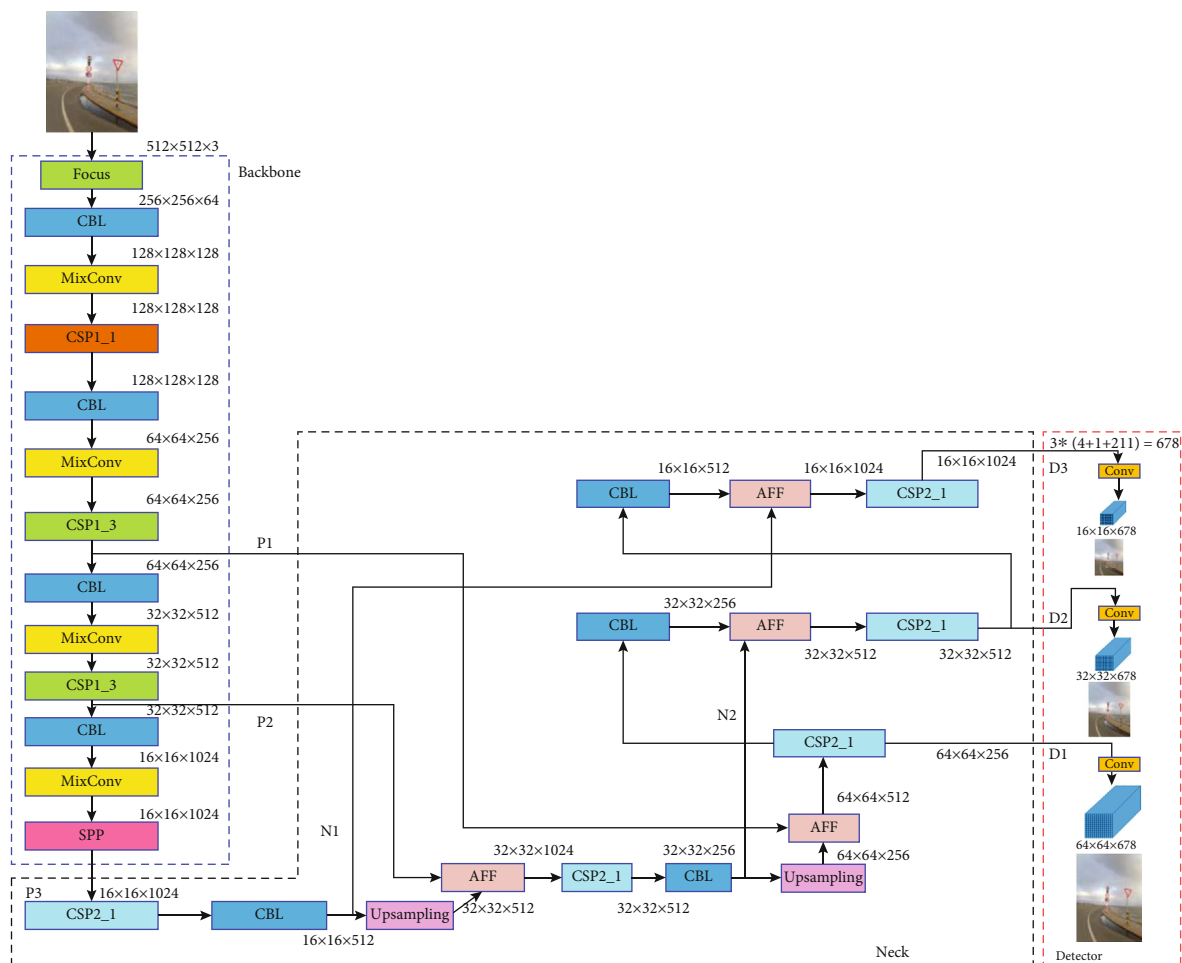 512×512×3
Backbone
Focus
256×256×64
CBL
128×128×128
MixConv
128×128×128
CSP1_1
128×128×128
CBL
64×64×256
MixConv
64×64×256
CSP1_3
P1
64×64×256
CBL
32×32×512
MixConv
32×32×512
CSP1_3
32×32×512
P2
CBL
16×16×1024
MixConv
16×16×1024
SPP
N1
P3
16×16×1024
CSP2_1
CBL
16×16×512
Upsampling
32×32×512
AFF
32×32×1024
CSP2_1
32×32×512
32×32×256
CBL
Upsampling
64×64×256
AFF
64×64×512
CSP2_1
64×64×256
N2
CBL
32×32×256
AFF
32×32×512
CSP2_1
32×32×512
CBL
16×16×512
AFF
16×16×1024
CSP2_1
16×16×1024
Neck
3* (4+1+211) = 678
D3
Conv
16×16×678
D2
Conv
32×32×678
D1
Conv
64×64×678
Detector